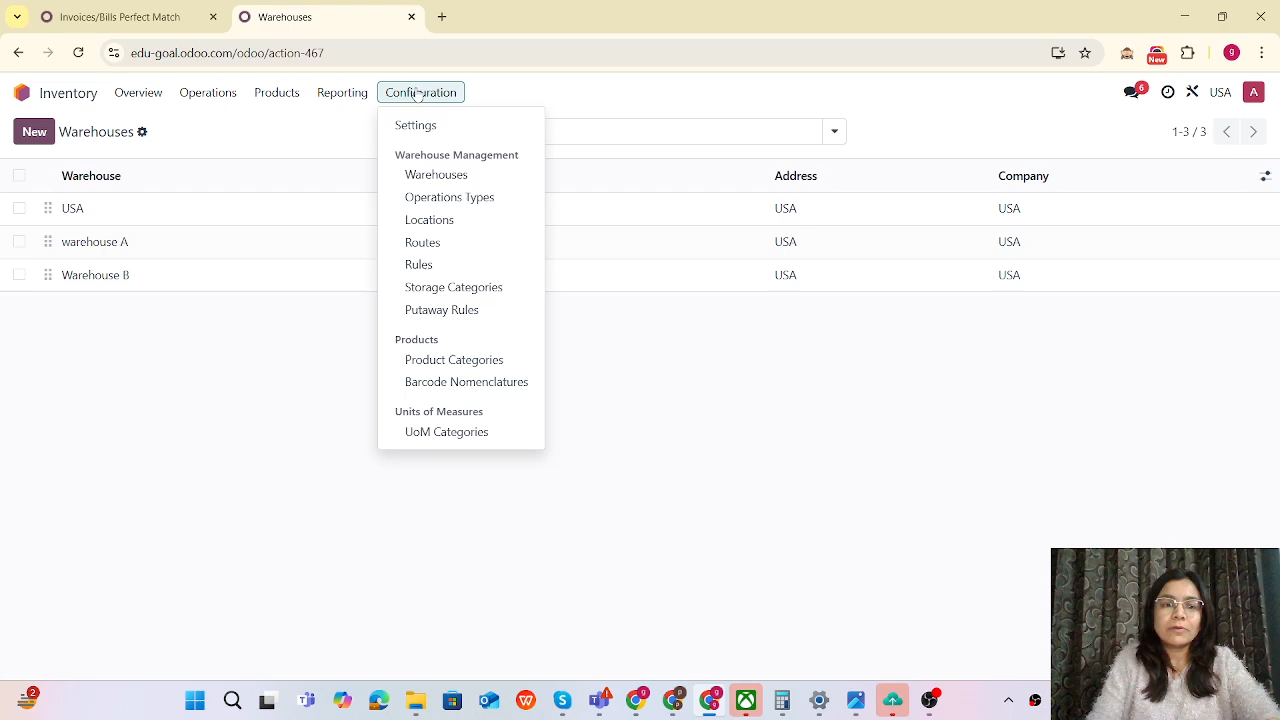 Invoices/Bills Perfect Match
Warehouses
edu-goal.odoo.com/odoo/action-467
New
g
Inventory
Overview
Operations
Products
Reporting
Configuration
6
USA
A
New
Warehouses
1-3 / 3
Settings
Warehouse Management
Warehouses
Operations Types
Locations
Routes
Rules
Storage Categories
Putaway Rules
Products
Product Categories
Barcode Nomenclatures
Units of Measures
UoM Categories
Warehouse
Address
Company
USA
USA
USA
warehouse A
USA
USA
Warehouse B
USA
USA
2